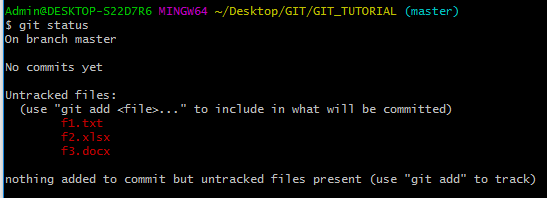 Admin@DESKTOP-S22D7R6 MINGW64 ~/Desktop/GIT/GIT_TUTORIAL (master)
$ git status
On branch master
No commits yet
Untracked files:
(use "git add <file>..." to include in what will be committed)
f1.txt
f2.xlsx
f3.docx
nothing added to commit but untracked files present (use "git add" to track)